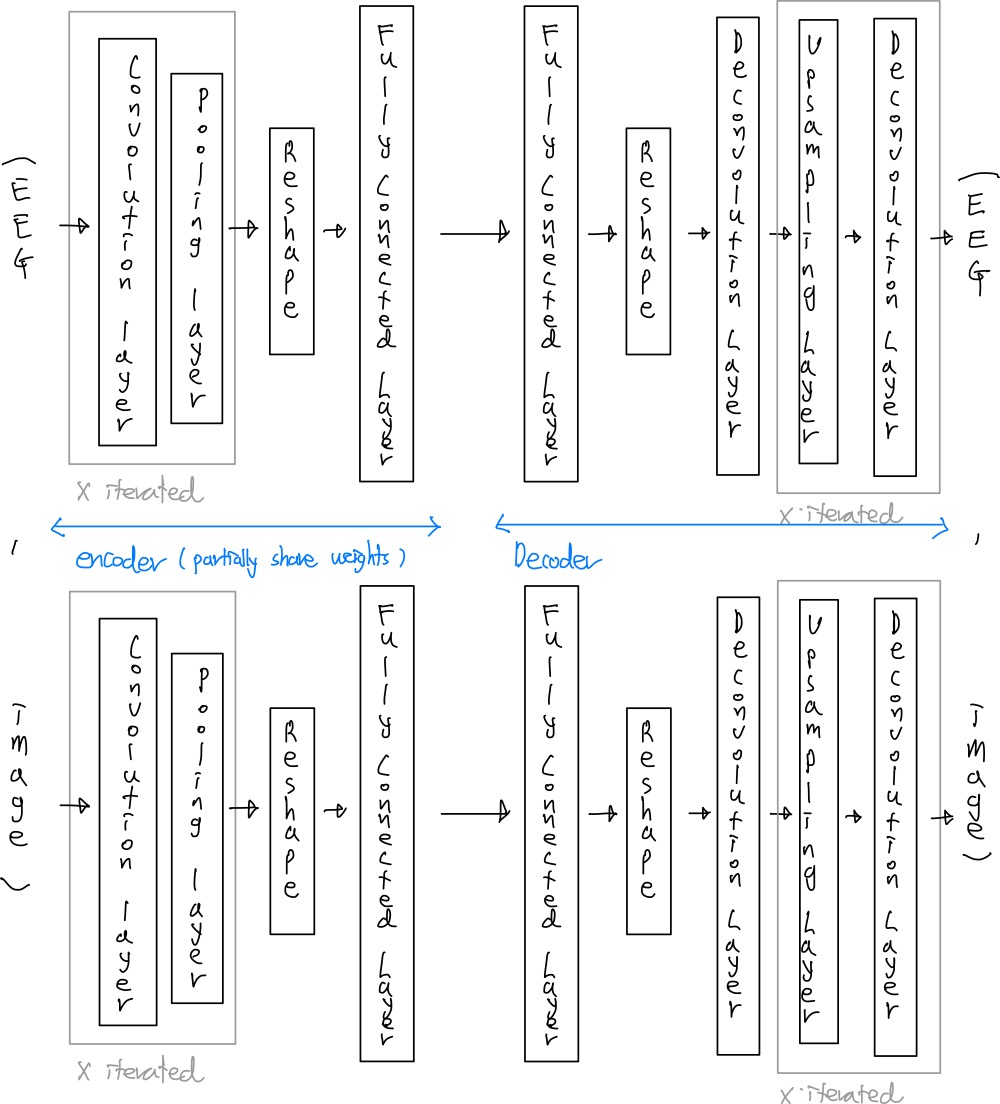 (EEG
Convolution layer
Pooling layer
Reshape
Fully Connected Layer
Fully Connected Layer
Reshape
Deconvolution Layer
Upsampling Layer
Deconvolution Layer
(EEG
X iterated
X iterated
,
encoder (partially share weights)
Decoder
,
image)
Convolution layer
Pooling layer
Reshape
Fully Connected Layer
Fully Connected Layer
Reshape
Deconvolution Layer
Upsampling Layer
Deconvolution Layer
image)
X iterated
X iterated